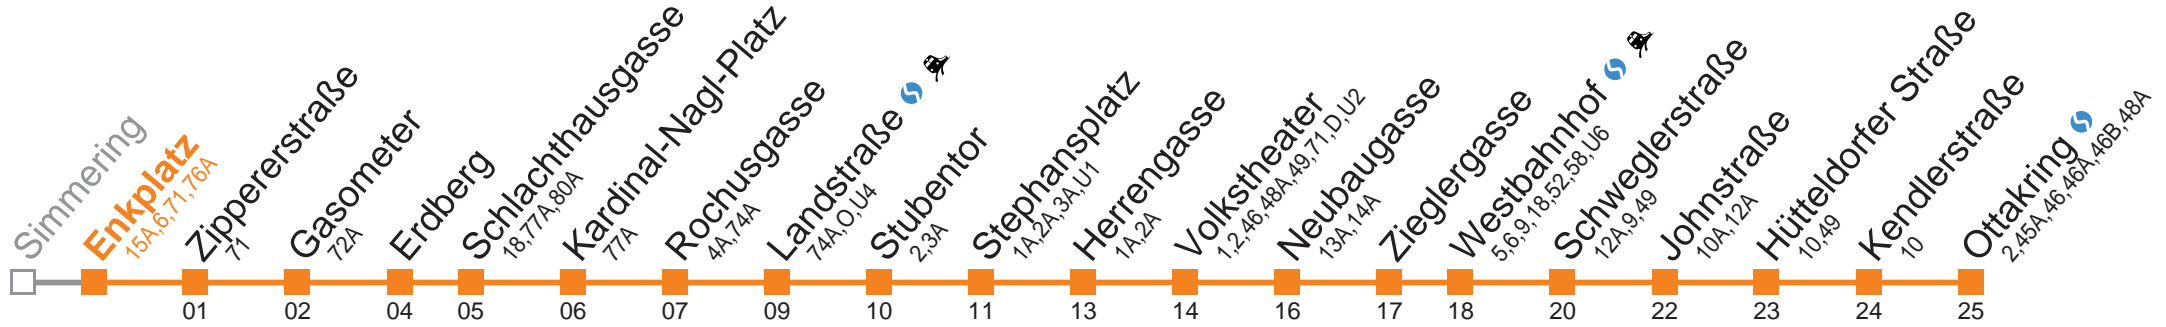 Simmering
Enkplatz
15A,6,71,76A
Zippererstraße
71
01
Gasometer
72A
02
Erdberg
04
Schlachthausgasse
18,77A,80A
05
Kardinal-Nagl-Platz
77A
06
Rochusgasse
4A,74A
07
Landstraße
74A,O,U4
09
Stubentor
2,3A
10
Stephansplatz
1A,2A,3A,U1
11
Herrengasse
1A,2A
13
Volkstheater
1,2,46,48A,49,71,D,U2
14
Neubaugasse
13A,14A
16
Zieglergasse
17
Westbahnhof
5,6,9,18,52,58,U6
18
Schweglerstraße
12A,9,49
20
Johnstraße
10A,12A
22
Hütteldorfer Straße
10,49
23
Kendlerstraße
10
24
Ottakring
2,45A,46,46A,46B,48A
25